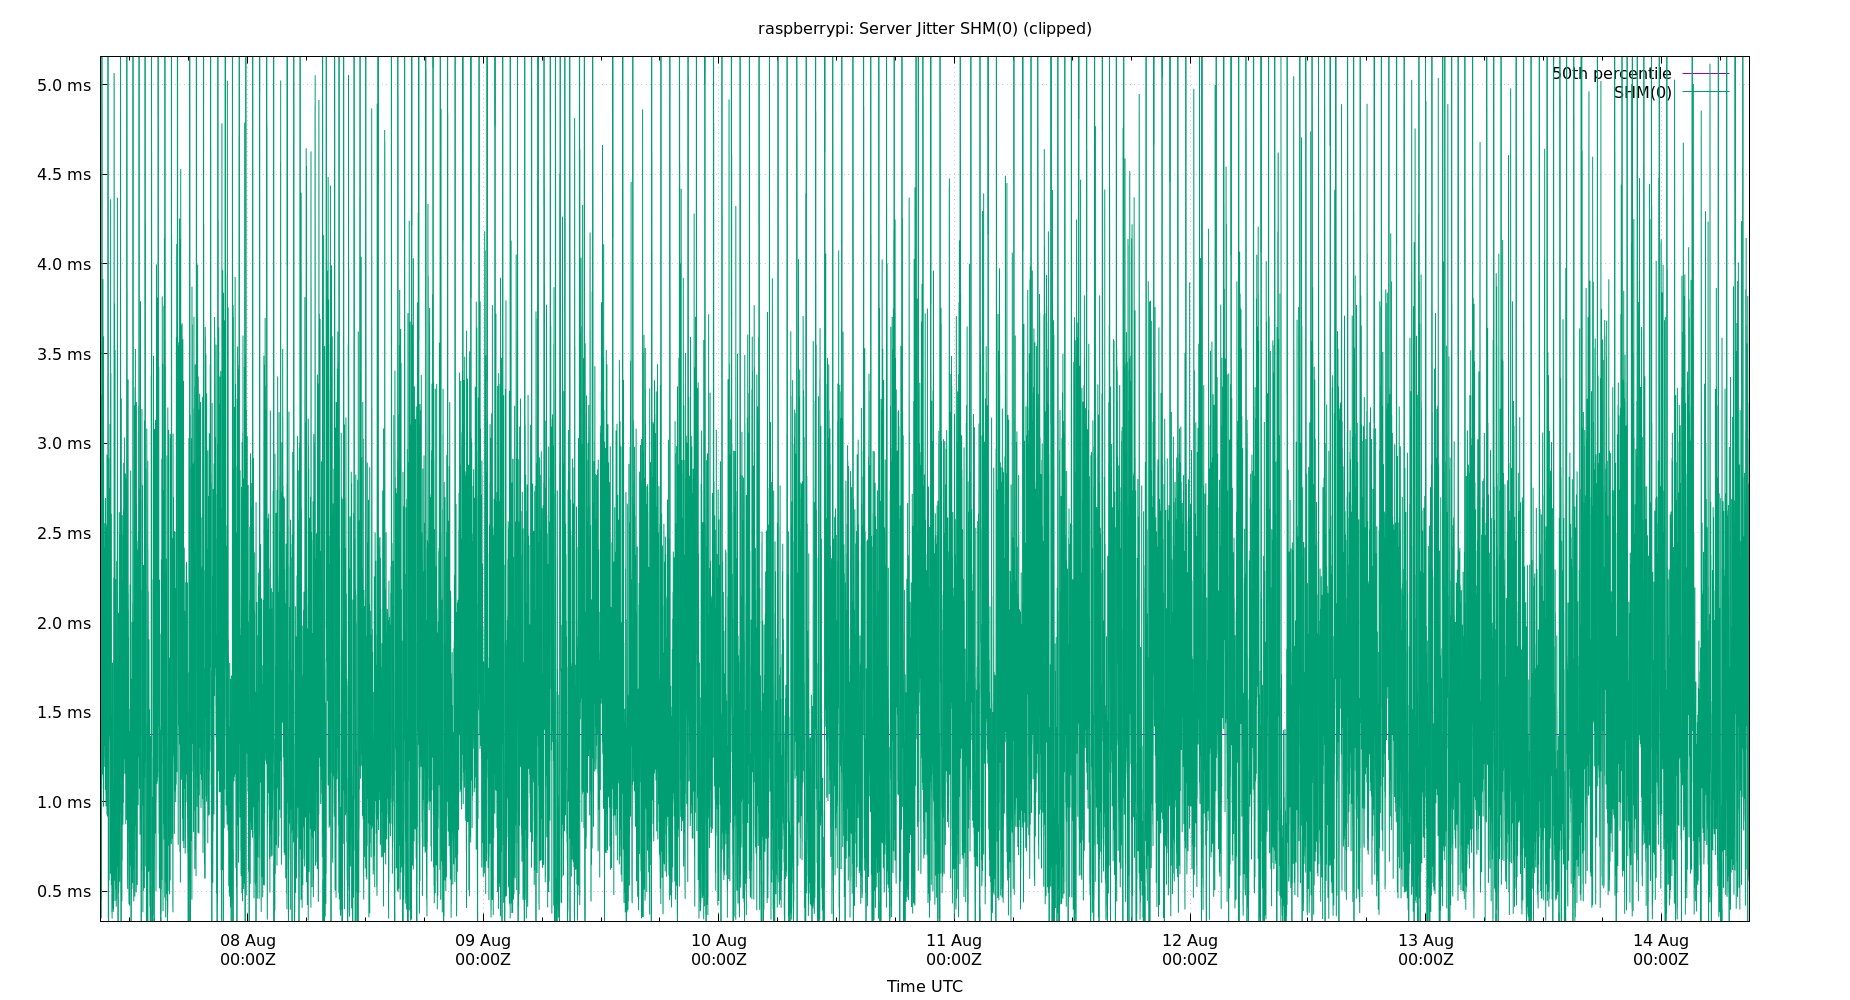 raspberrypi: Server Jitter SHM(0) (clipped)
50th percentile
SHM(0)
5.0 ms
4.5 ms
4.0 ms
3.5 ms
3.0 ms
2.5 ms
2.0 ms
1.5 ms
1.0 ms
0.5 ms
08 Aug 09 Aug 10 Aug 11 Aug 12 Aug 13 Aug 14 Aug
00:00Z 00:00Z 00:00Z 00:00Z 00:00Z 00:00Z 00:00Z
Time UTC